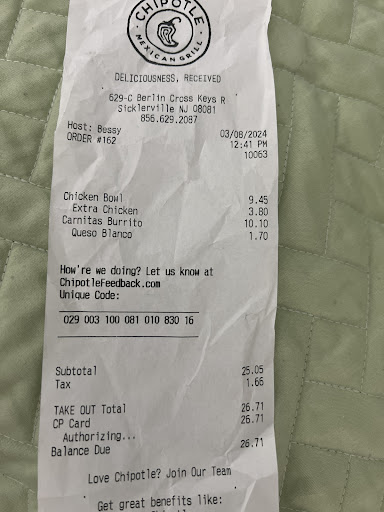 CHIPOTLE
MEXICAN GRILL
DELICIOUSNESS, RECEIVED
629-C Berlin Cross Keys R
Sicklerville NJ 08081
856.629.2087
Host: Bessy 03/08/2024
ORDER #162 12:41 PM
10063
Chicken Bowl 9.45
Extra Chicken 3.80
Carnitas Burrito 10.10
Queso Blanco 1.70
How're we doing? Let us know at
ChipotleFeedback.com
Unique Code:
029 003 100 081 010 830 16
Subtotal 25.05
Tax 1.66
TAKE OUT Total 26.71
CP Card 26.71
Authorizing...
Balance Due 26.71
Love Chipotle? Join Our Team
Get great benefits like: